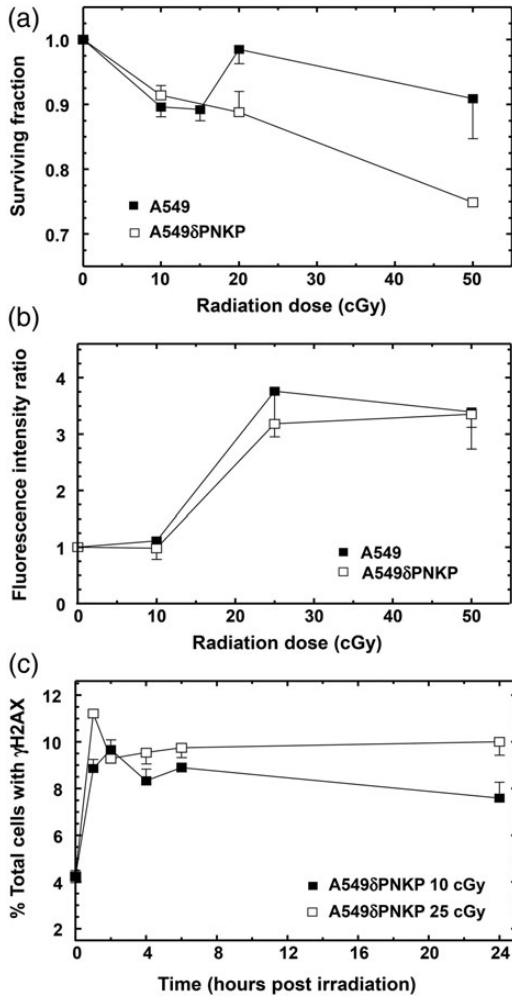 (a)
Surviving fraction
1.0
0.9
0.8
0.7
A549
A549δPNKP
0 10 20 30 40 50
Radiation dose (cGy)
(b)
Fluorescence intensity ratio
4
3
2
1
0
A549
A549δPNKP
0 10 20 30 40 50
Radiation dose (cGy)
(c)
% Total cells with γH2AX
12
10
8
6
4
2
A549δPNKP 10 cGy
A549δPNKP 25 cGy
0 4 8 12 16 20 24
Time (hours post irradiation)